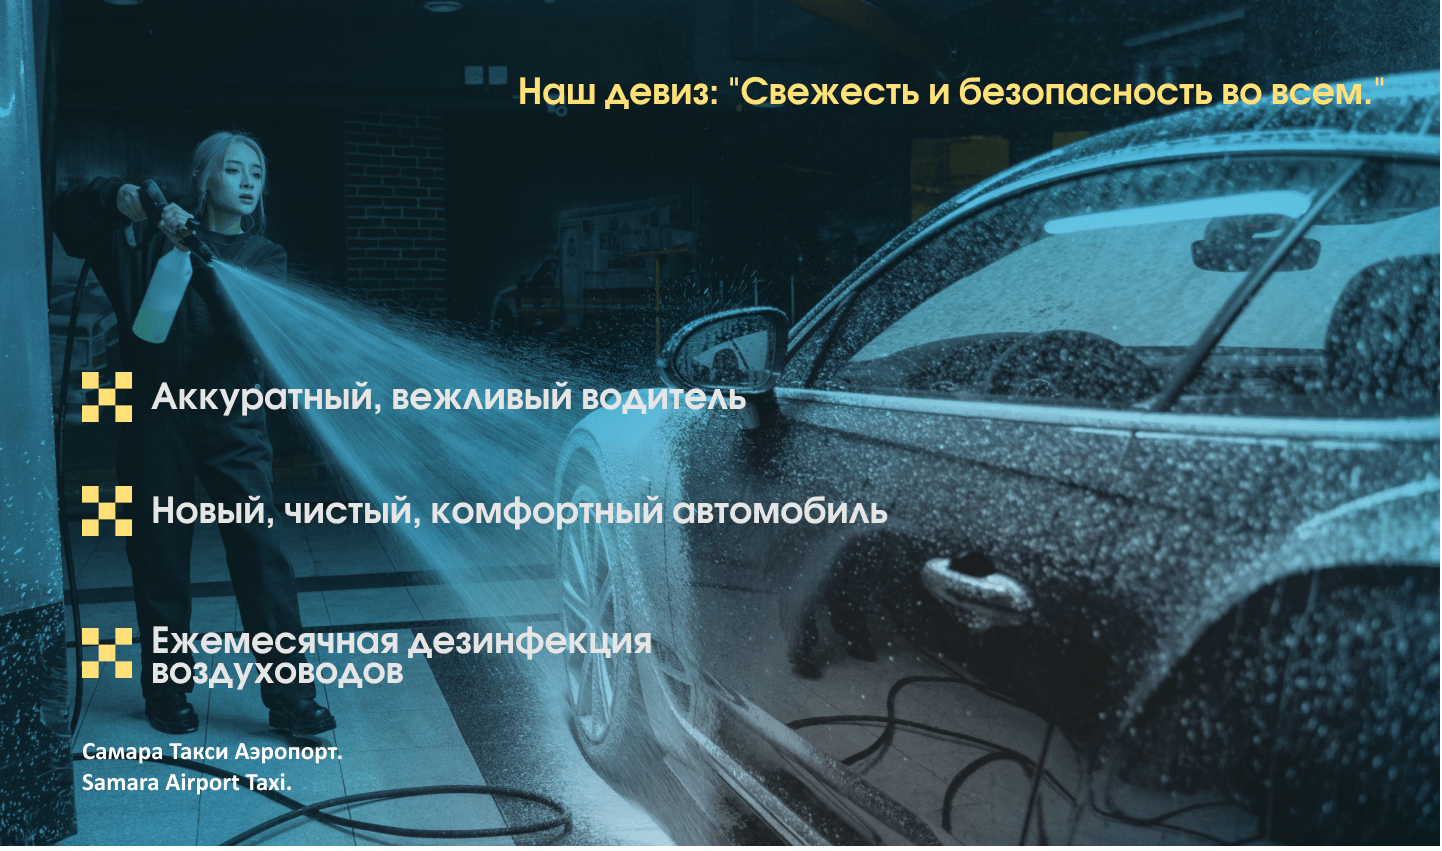 Наш девиз: "Свежесть и безопасность во всем."
Аккуратный, вежливый водитель
Новый, чистый, комфортный автомобиль
Ежемесячная дезинфекция
воздуховодов
Самара Такси Аэропорт.
Samara Airport Taxi.